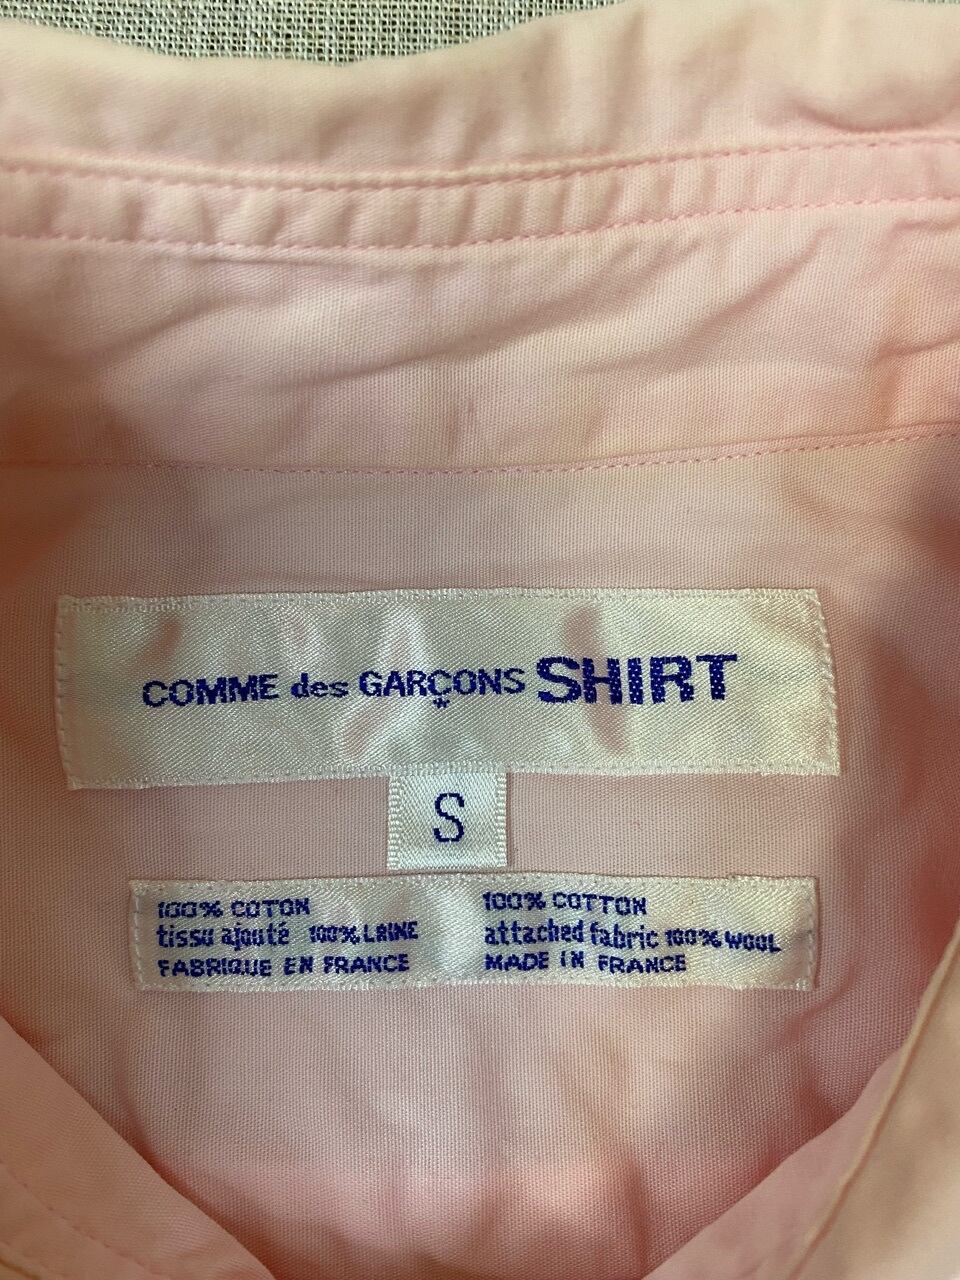 COMME des GARÇONS SHIRT
S
100% COTON
tissu ajouté 100% LAINE
FABRIQUE EN FRANCE
100% COTTON
attached fabric 100% WOOL
MADE IN FRANCE